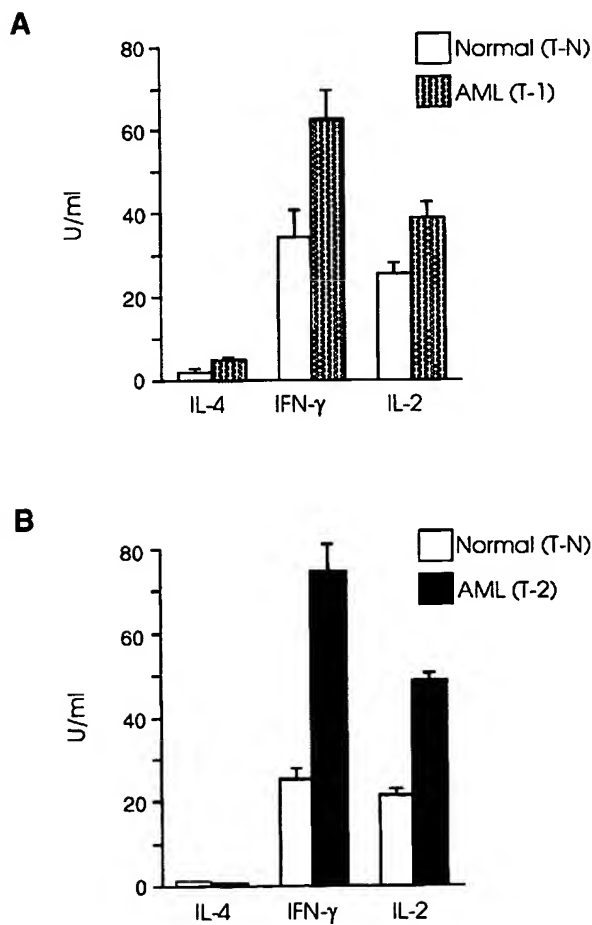 A
80
60
40
20
0
U/ml
Normal (T-N)
AML (T-1)
IL-4 IFN-γ IL-2
B
80
60
40
20
0
U/ml
Normal (T-N)
AML (T-2)
IL-4 IFN-γ IL-2